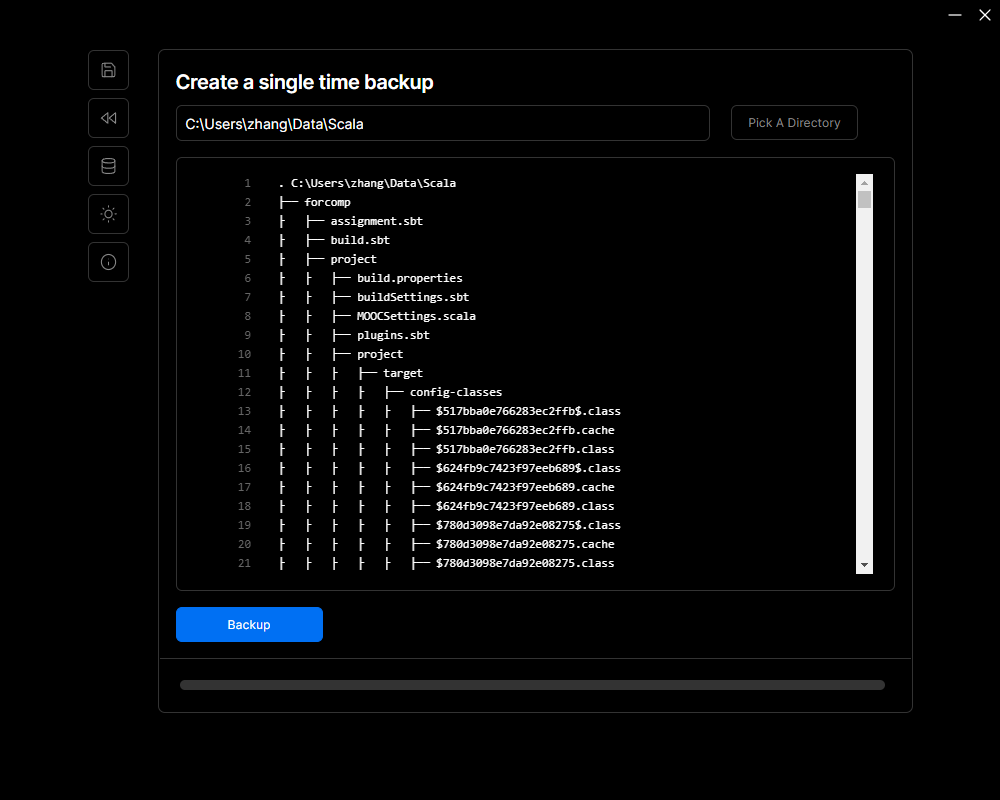 Create a single time backup
C:\Users\zhang\Data\Scala
Pick A Directory
1 . C:\Users\zhang\Data\Scala
2 ├── forcomp
3 ├ ├── assignment.sbt
4 ├ ├── build.sbt
5 ├ ├── project
6 ├ ├ ├── build.properties
7 ├ ├ ├── buildSettings.sbt
8 ├ ├ ├── MOOCSettings.scala
9 ├ ├ ├── plugins.sbt
10 ├ ├ ├── project
11 ├ ├ ├ ├── target
12 ├ ├ ├ ├ ├── config-classes
13 ├ ├ ├ ├ ├ ├── $517bba0e766283ec2ffb$.class
14 ├ ├ ├ ├ ├ ├── $517bba0e766283ec2ffb.cache
15 ├ ├ ├ ├ ├ ├── $517bba0e766283ec2ffb.class
16 ├ ├ ├ ├ ├ ├── $624fb9c7423f97eeb689$.class
17 ├ ├ ├ ├ ├ ├── $624fb9c7423f97eeb689.cache
18 ├ ├ ├ ├ ├ ├── $624fb9c7423f97eeb689.class
19 ├ ├ ├ ├ ├ ├── $780d3098e7da92e08275$.class
20 ├ ├ ├ ├ ├ ├── $780d3098e7da92e08275.cache
21 ├ ├ ├ ├ ├ ├── $780d3098e7da92e08275.class
Backup